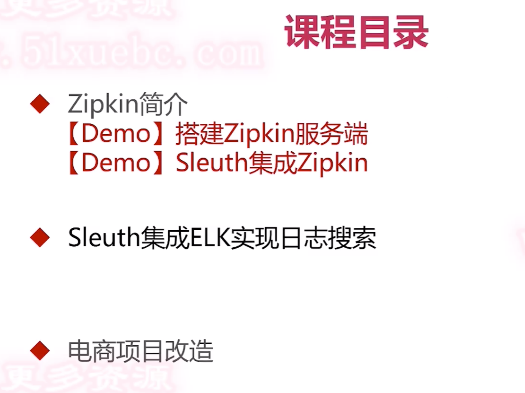 更多资源
www.51xuebc.com
课程目录
Zipkin简介
【Demo】搭建Zipkin服务端
【Demo】Sleuth集成Zipkin
Sleuth集成ELK实现日志搜索
电商项目改造
更多资源